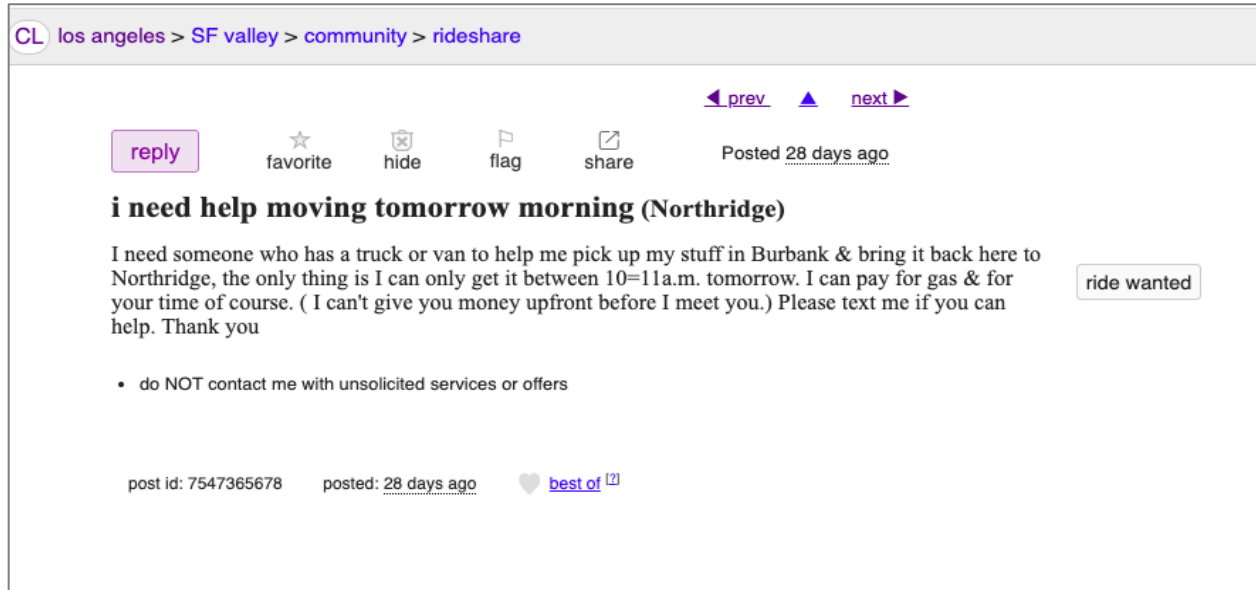 CL los angeles > SF valley > community > rideshare
◀ prev ▲ next ▶
reply favorite hide flag share Posted 28 days ago
i need help moving tomorrow morning (Northridge)
I need someone who has a truck or van to help me pick up my stuff in Burbank & bring it back here to
Northridge, the only thing is I can only get it between 10=11a.m. tomorrow. I can pay for gas & for
your time of course. ( I can't give you money upfront before I meet you.) Please text me if you can
help. Thank you
ride wanted
• do NOT contact me with unsolicited services or offers
post id: 7547365678 posted: 28 days ago best of [?]